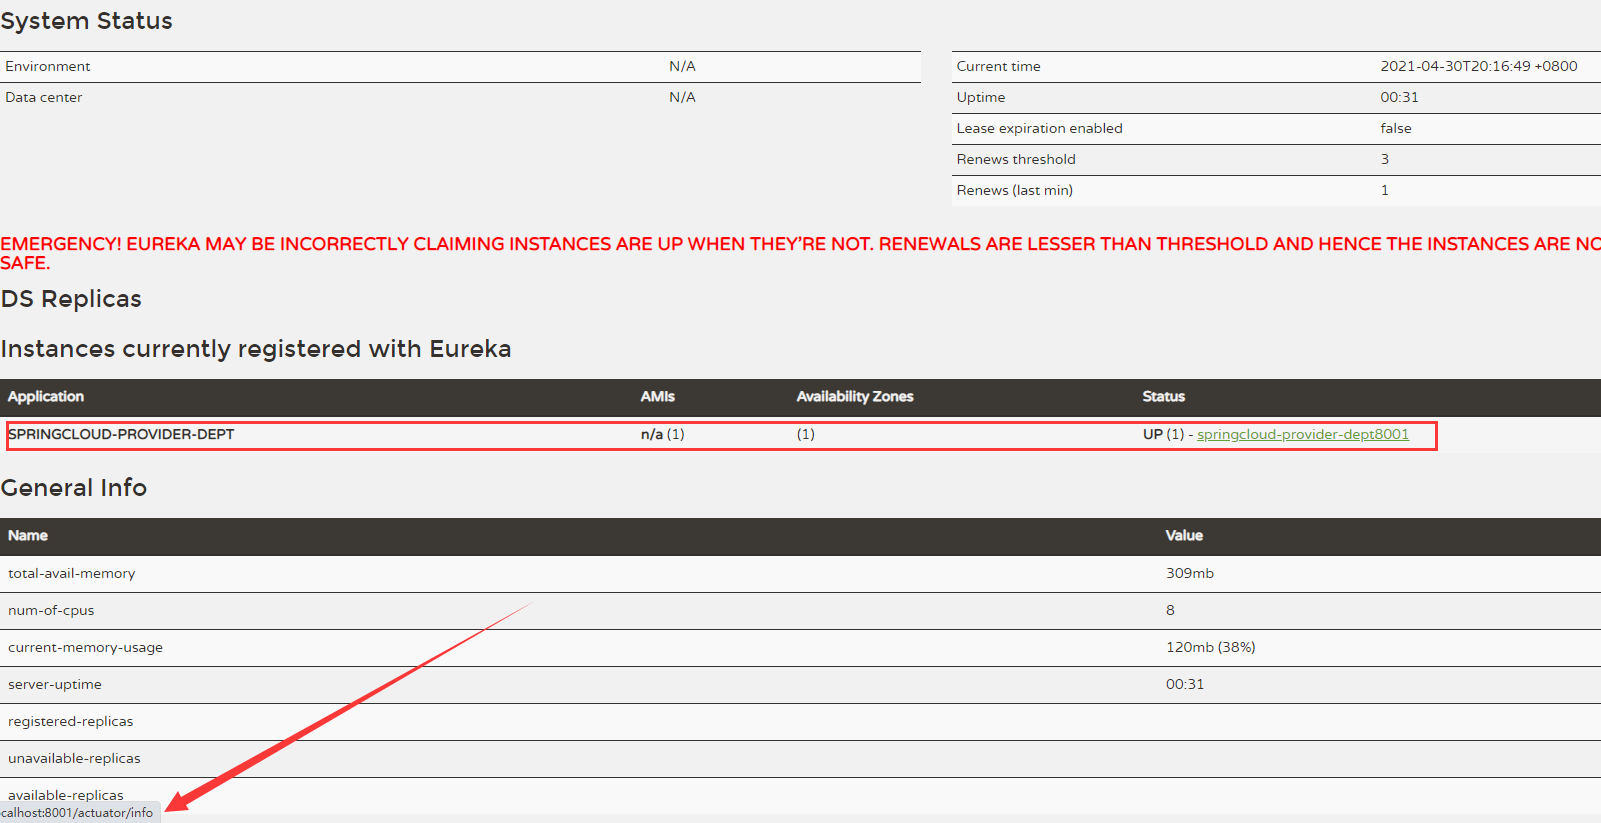 System Status
Environment N/A
Data center N/A
Current time 2021-04-30T20:16:49 +0800
Uptime 00:31
Lease expiration enabled false
Renews threshold 3
Renews (last min) 1
EMERGENCY! EUREKA MAY BE INCORRECTLY CLAIMING INSTANCES ARE UP WHEN THEY'RE NOT. RENEWALS ARE LESSER THAN THRESHOLD AND HENCE THE INSTANCES ARE NO
SAFE.
DS Replicas
Instances currently registered with Eureka
Application AMIs Availability Zones Status
SPRINGCLOUD-PROVIDER-DEPT n/a (1) (1) UP (1) - springcloud-provider-dept8001
General Info
Name Value
total-avail-memory 309mb
num-of-cpus 8
current-memory-usage 120mb (38%)
server-uptime 00:31
registered-replicas
unavailable-replicas
available-replicas
calhost:8001/actuator/info